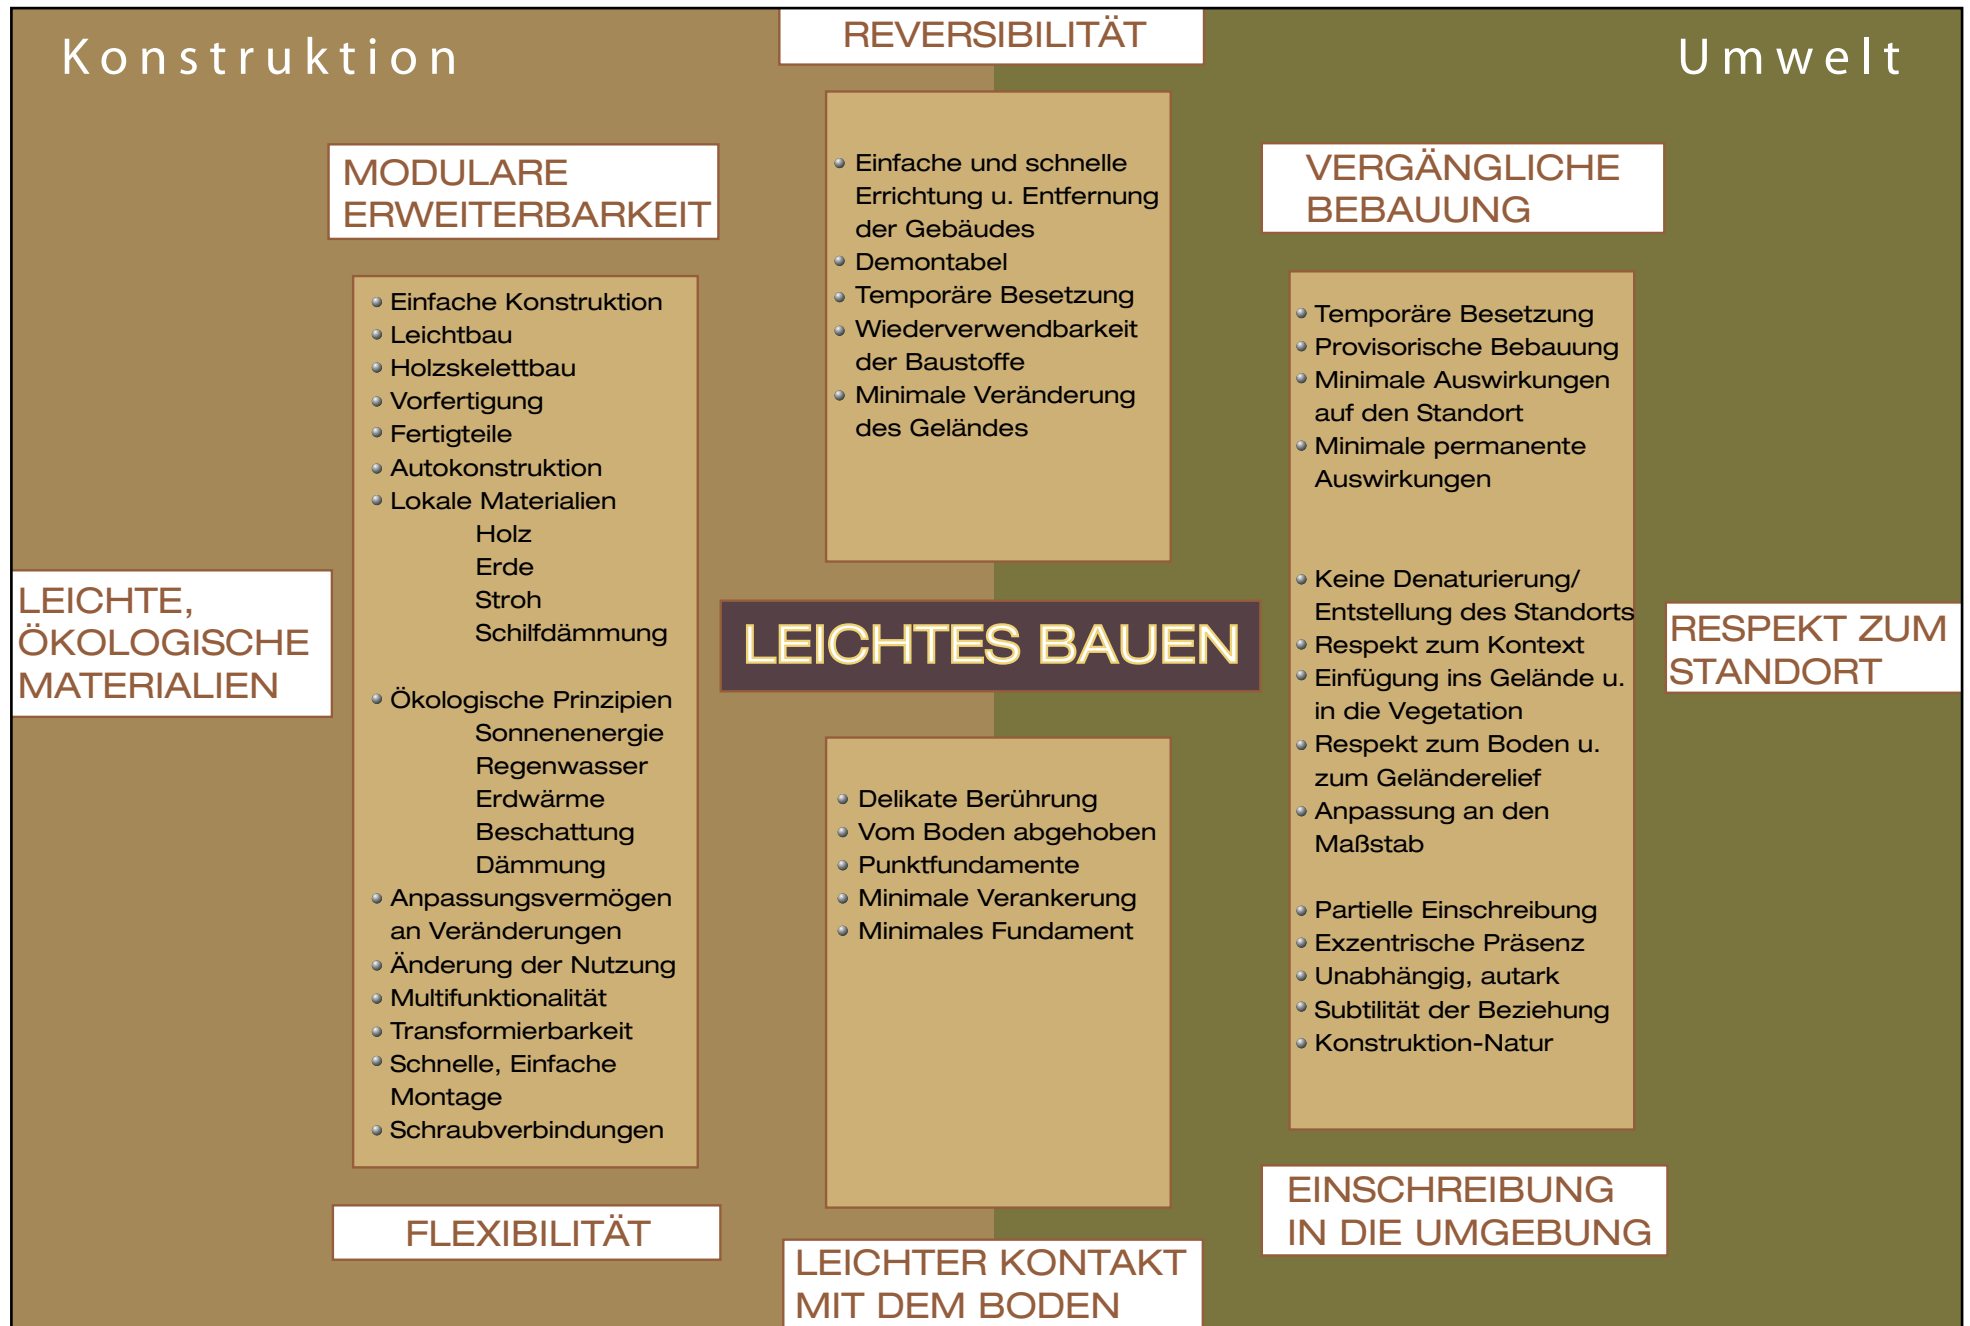 Konstruktion
REVERSIBILITÄT
Umwelt
MODULARE
ERWEITERBARKEIT
Einfache Konstruktion
Leichtbau
Holzskelettbau
Vorfertigung
Fertigteile
Autokonstruktion
Lokale Materialien
Holz
Erde
Stroh
Schilfdämmung
Ökologische Prinzipien
Sonnenenergie
Regenwasser
Erdwärme
Beschattung
Dämmung
Anpassungsvermögen
an Veränderungen
Änderung der Nutzung
Multifunktionalität
Transformierbarkeit
Schnelle, Einfache
Montage
Schraubverbindungen
LEICHTE,
ÖKOLOGISCHE
MATERIALIEN
FLEXIBILITÄT
Einfache und schnelle
Errichtung u. Entfernung
der Gebäudes
Demontabel
Temporäre Besetzung
Wiederverwendbarkeit
der Baustoffe
Minimale Veränderung
des Geländes
LEICHTES BAUEN
Delikate Berührung
Vom Boden abgehoben
Punktfundamente
Minimale Verankerung
Minimales Fundament
LEICHTER KONTAKT
MIT DEM BODEN
VERGÄNGLICHE
BEBAUUNG
Temporäre Besetzung
Provisorische Bebauung
Minimale Auswirkungen
auf den Standort
Minimale permanente
Auswirkungen
Keine Denaturierung/
Entstellung des Standorts
Respekt zum Kontext
Einfügung ins Gelände u.
in die Vegetation
Respekt zum Boden u.
zum Geländerelief
Anpassung an den
Maßstab
Partielle Einschreibung
Exzentrische Präsenz
Unabhängig, autark
Subtilität der Beziehung
Konstruktion-Natur
RESPEKT ZUM
STANDORT
EINSCHREIBUNG
IN DIE UMGEBUNG